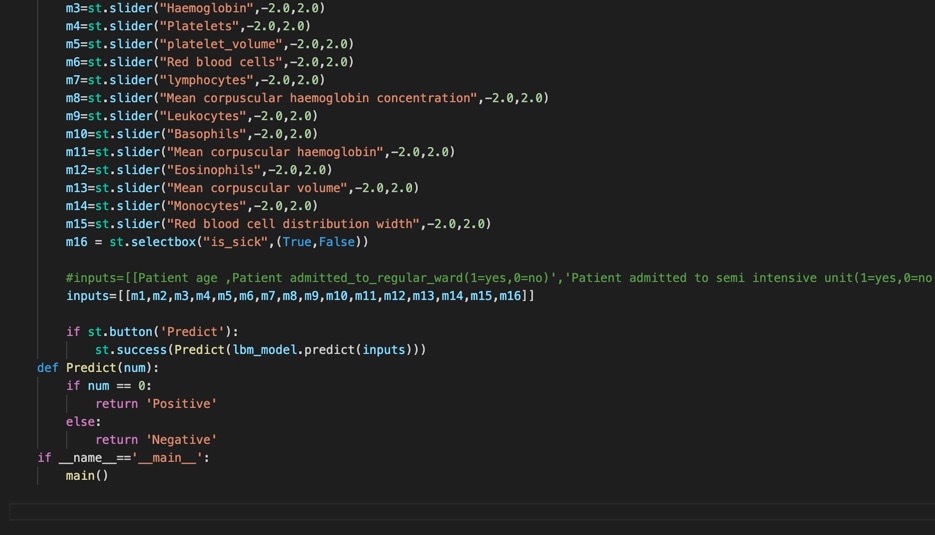 m3=st.slider("Haemoglobin",-2.0,2.0)
m4=st.slider("Platelets",-2.0,2.0)
m5=st.slider("platelet_volume",-2.0,2.0)
m6=st.slider("Red blood cells",-2.0,2.0)
m7=st.slider("lymphocytes",-2.0,2.0)
m8=st.slider("Mean corpuscular haemoglobin concentration",-2.0,2.0)
m9=st.slider("Leukocytes",-2.0,2.0)
m10=st.slider("Basophils",-2.0,2.0)
m11=st.slider("Mean corpuscular haemoglobin",-2.0,2.0)
m12=st.slider("Eosinophils",-2.0,2.0)
m13=st.slider("Mean corpuscular volume",-2.0,2.0)
m14=st.slider("Monocytes",-2.0,2.0)
m15=st.slider("Red blood cell distribution width",-2.0,2.0)
m16 = st.selectbox("is_sick",(True,False))
#inputs=[[Patient age ,Patient admitted_to_regular_ward(1=yes,0=no)','Patient admitted to semi intensive unit(1=yes,0=no
inputs=[[m1,m2,m3,m4,m5,m6,m7,m8,m9,m10,m11,m12,m13,m14,m15,m16]]
if st.button('Predict'):
st.success(Predict(lbm_model.predict(inputs)))
def Predict(num):
if num == 0:
return 'Positive'
else:
return 'Negative'
if __name__=='__main__':
main()